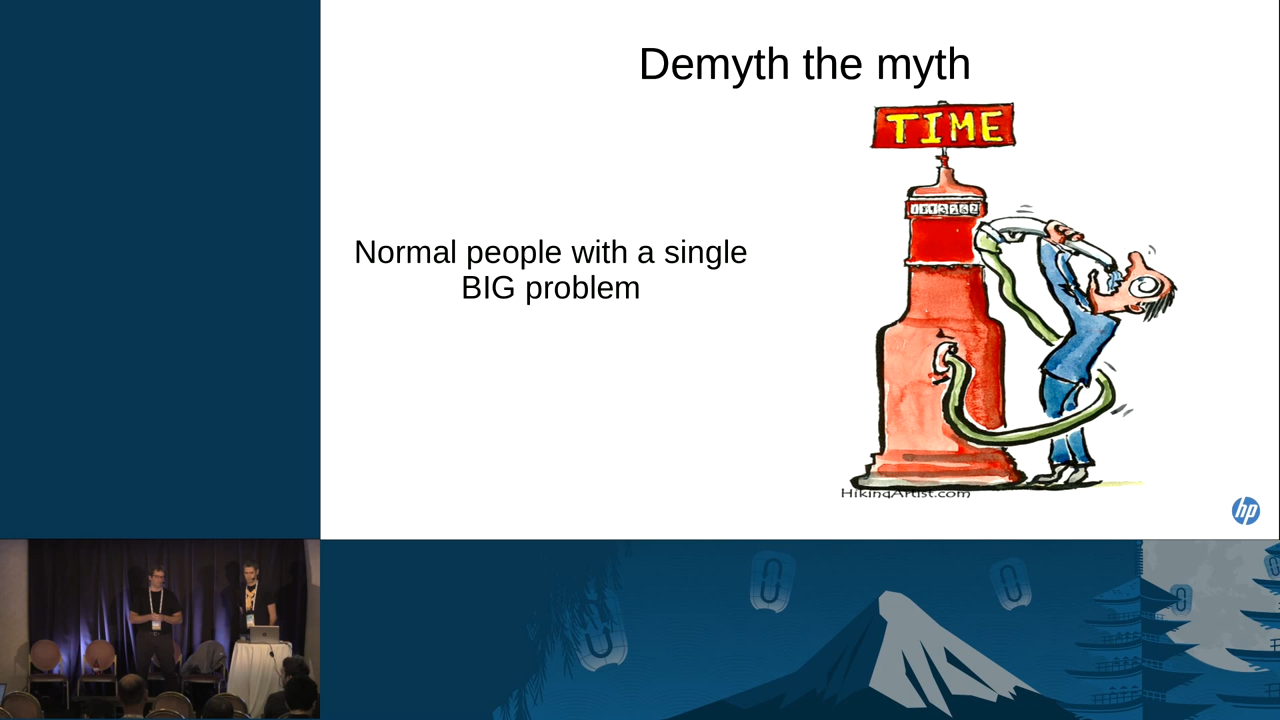 Demyth the myth
TIME
Normal people with a single
BIG problem
HikingArtist.com
hp